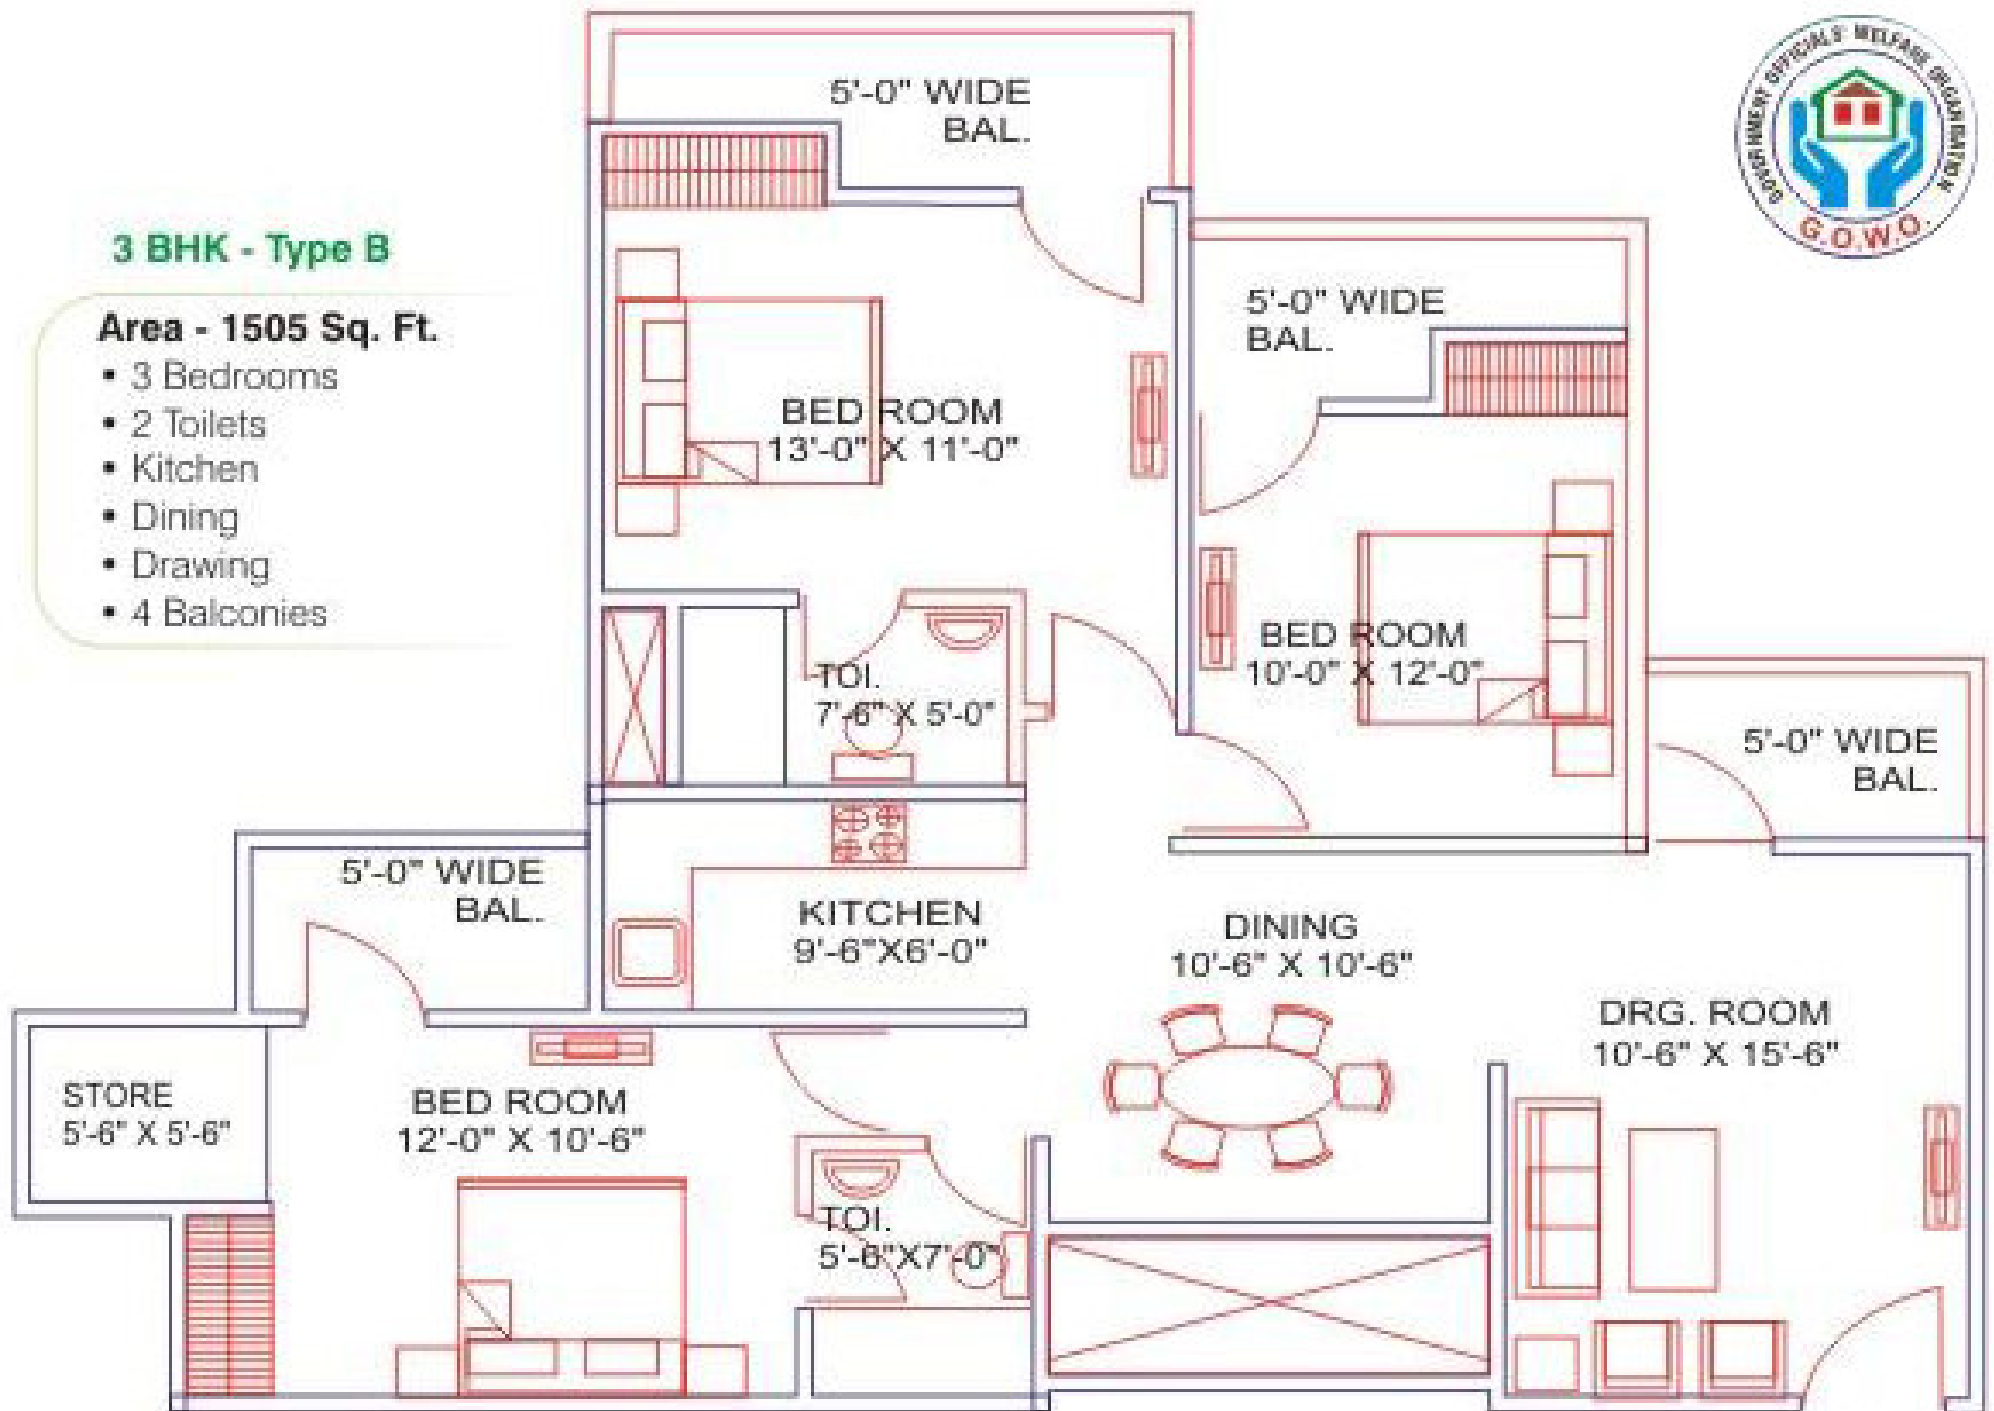 3 BHK - Type B
Area - 1505 Sq. Ft.
• 3 Bedrooms
• 2 Toilets
• Kitchen
• Dining
• Drawing
• 4 Balconies
GOVERNMENT OFFICIALS' WELFARE ORGANISATION
G.O.W.O.
5'-0" WIDE
BAL.
5'-0" WIDE
BAL.
BED ROOM
13'-0" X 11'-0"
BED ROOM
10'-0" X 12'-0"
TOI.
7'-6" X 5'-0"
5'-0" WIDE
BAL.
5'-0" WIDE
BAL.
KITCHEN
9'-6"X6'-0"
DINING
10'-6" X 10'-6"
DRG. ROOM
10'-6" X 15'-6"
STORE
5'-6" X 5'-6"
BED ROOM
12'-0" X 10'-6"
TOI.
5'-6"X7'-0"